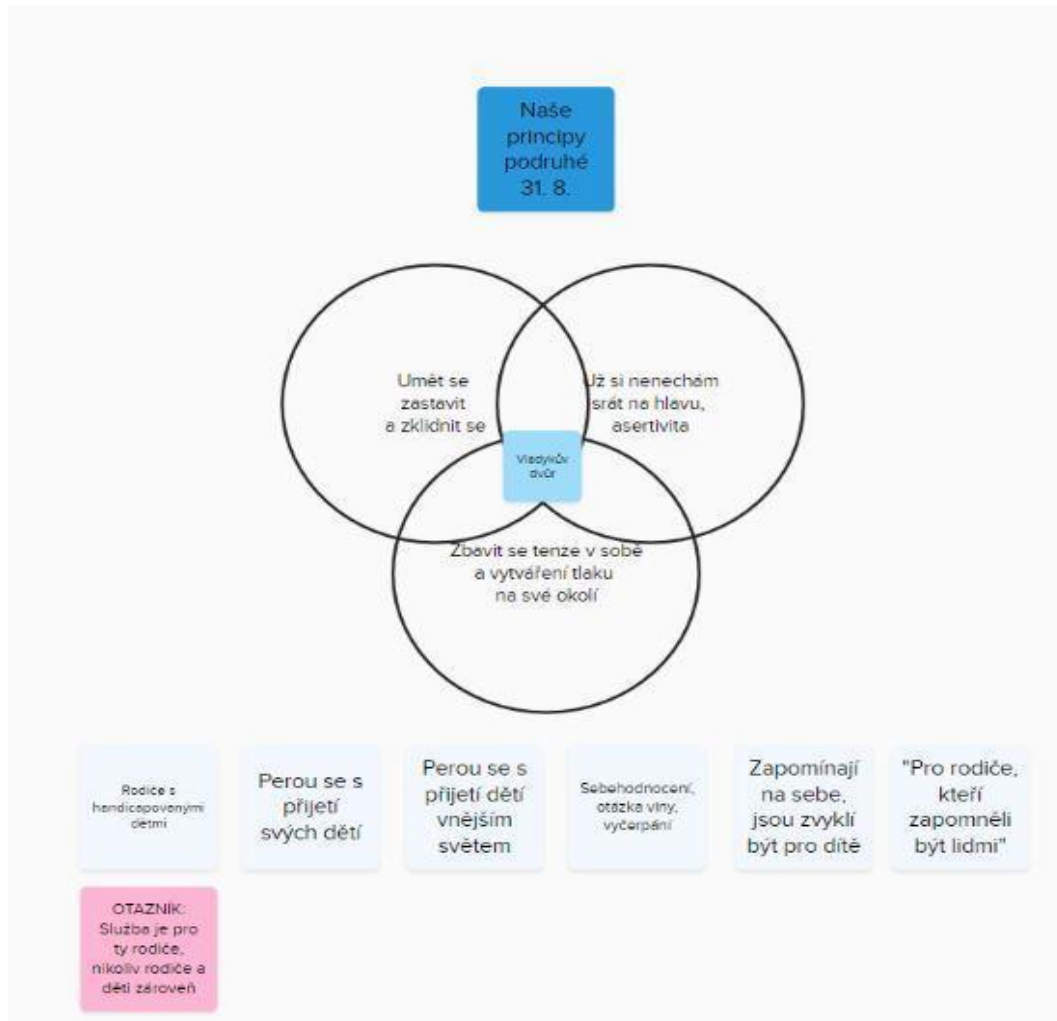 Naše
principy
podruhé
31. 8.
Umět se
zastavit
a zklidnit se
Už si nenechám
srát na hlavu,
asertivita
Vladykův
dvůr
Zbavit se tenze v sobě
a vytváření tlaku
na své okolí
Rodiče s
handicapovanými
dětmi
Perou se s
přijetí
svých dětí
Perou se s
přijetí dětí
vnějším
světem
Sebehodnocení,
otázka viny,
vyčerpání
Zapomínají
na sebe,
jsou zvyklí
být pro dítě
"Pro rodiče,
kteří
zapomněli
být lidmi"
OTAZNÍK:
Služba je pro
ty rodiče,
nikoliv rodiče a
děti zároveň